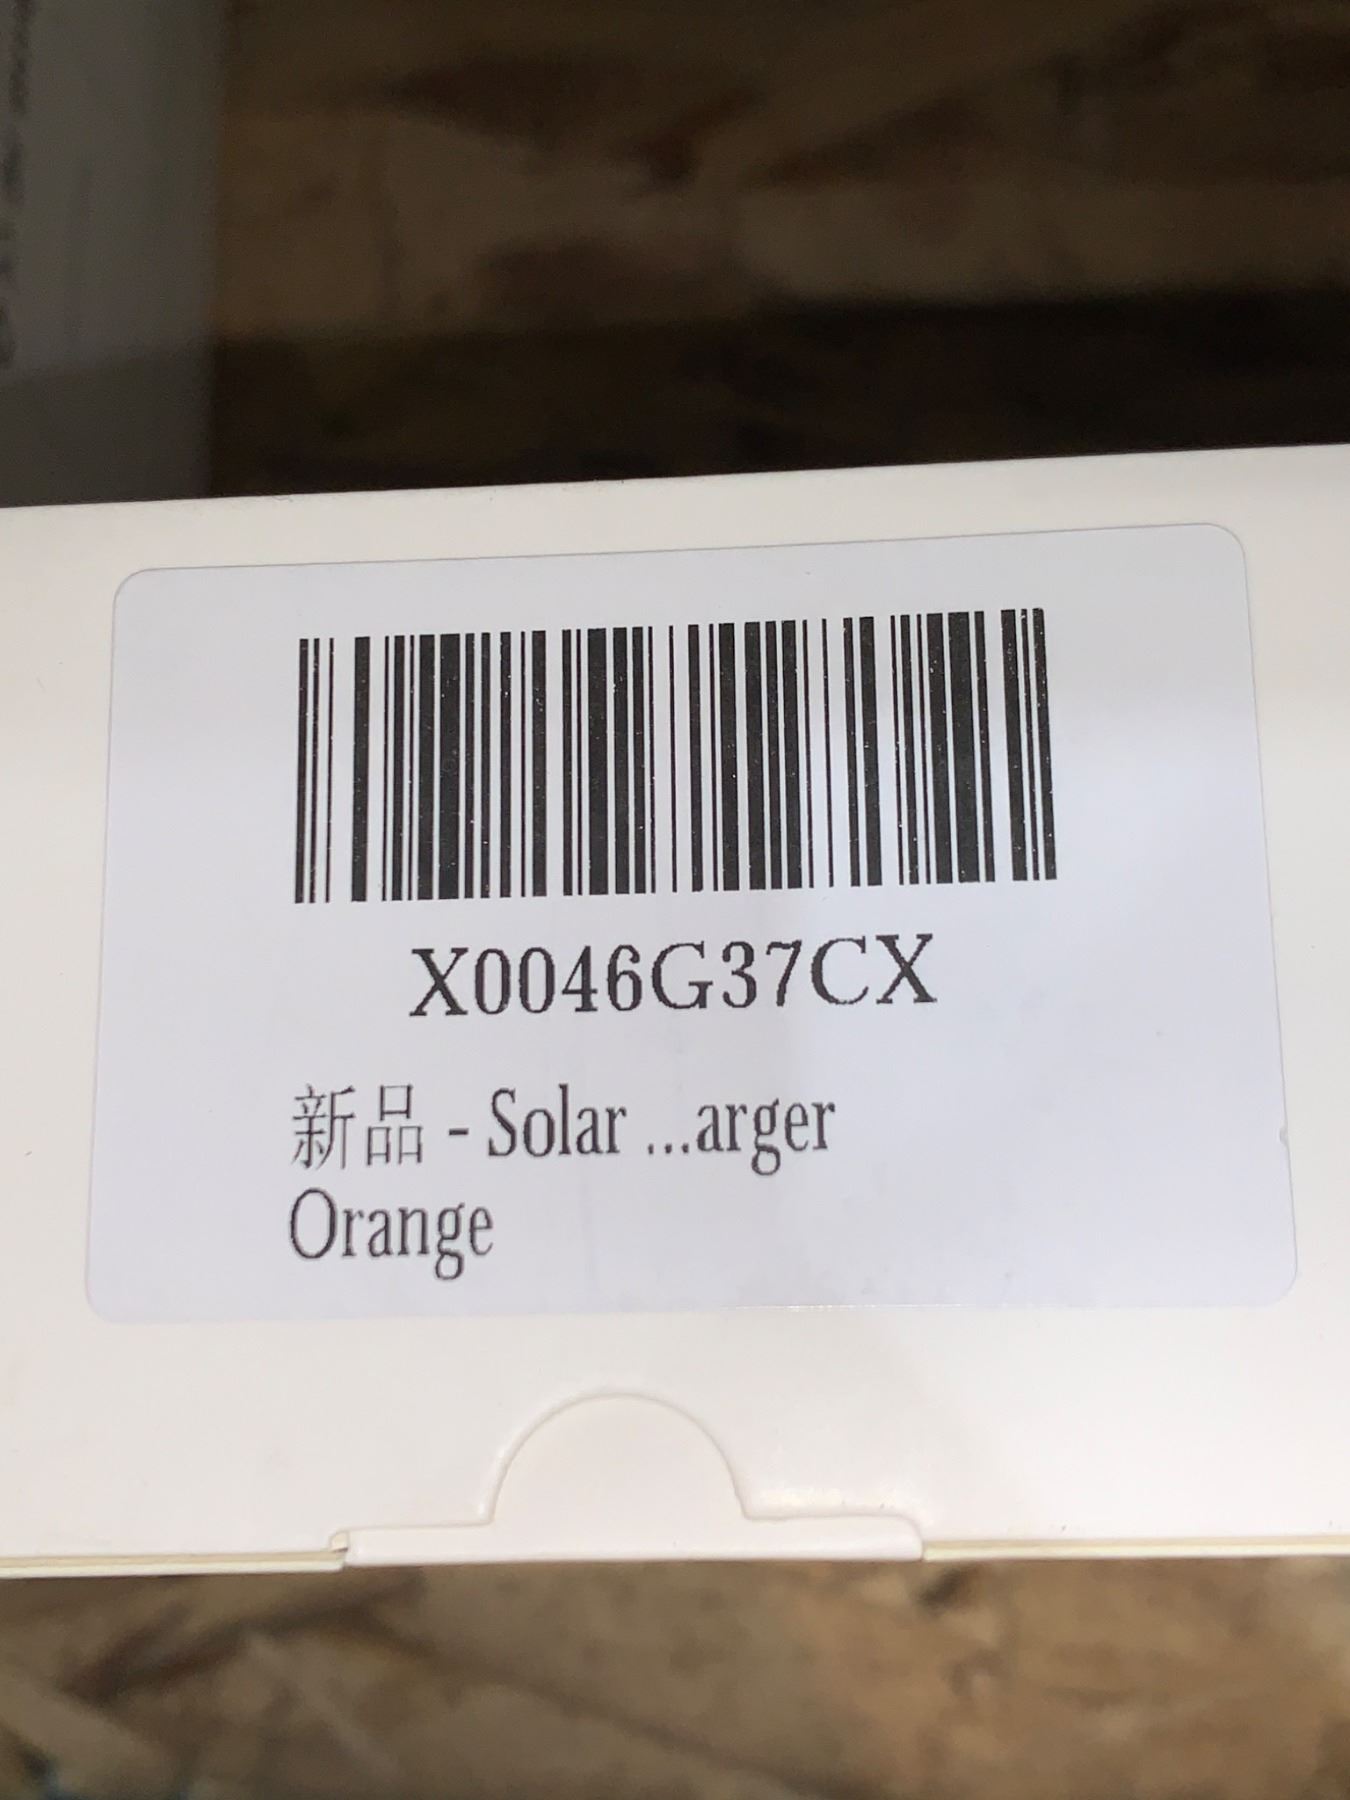 X0046G37CX
新品 - Solar ...arger
Orange